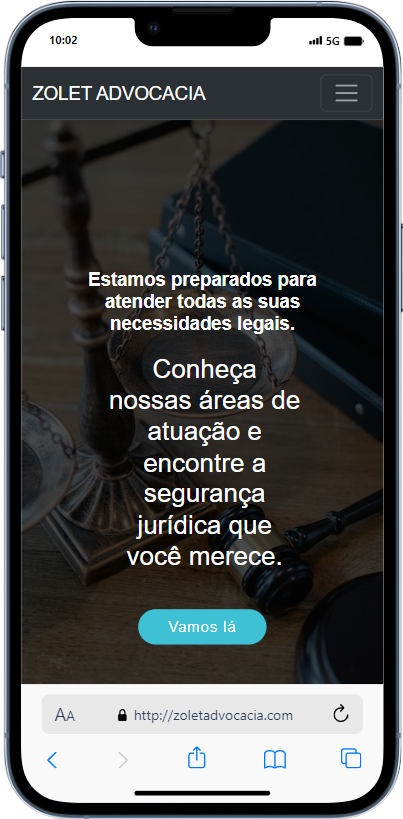 10:02
5G
ZOLET ADVOCACIA
Estamos preparados para
atender todas as suas
necessidades legais.
Conheça
nossas áreas de
atuação e
encontre a
segurança
jurídica que
você merece.
Vamos lá
AA http://zoletadvocacia.com